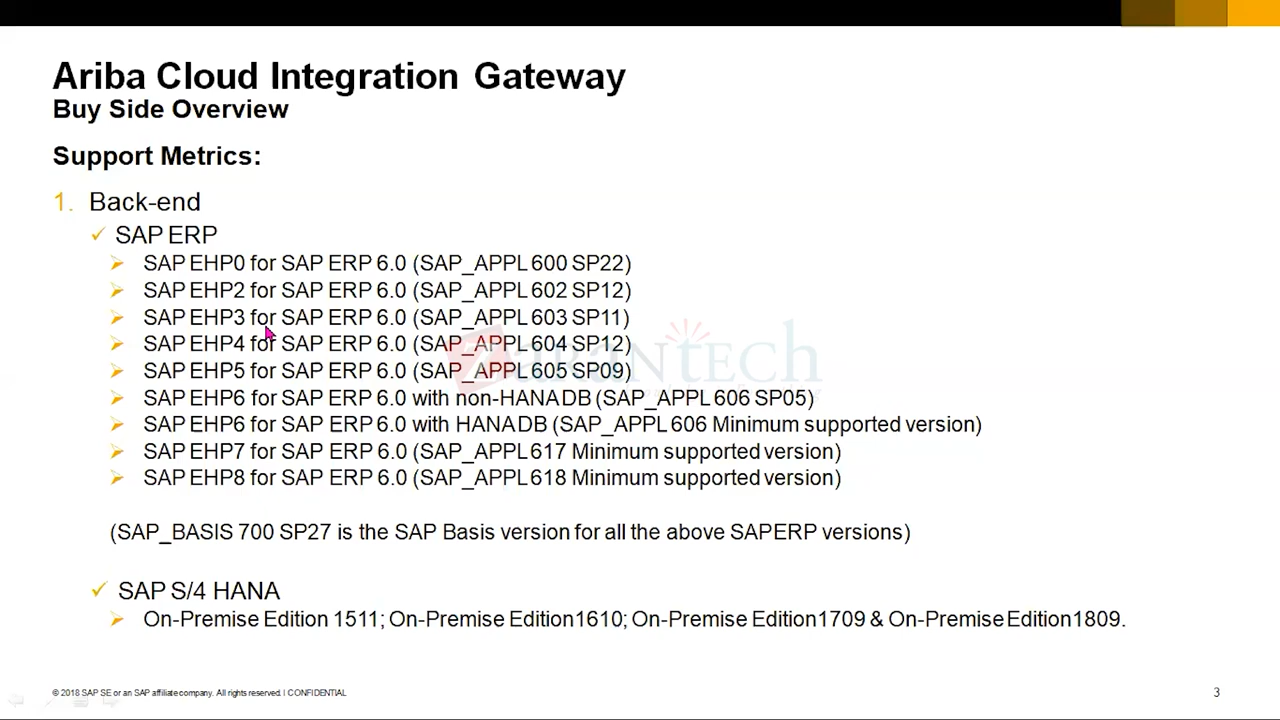 Ariba Cloud Integration Gateway
Buy Side Overview
Support Metrics:
1. Back-end
SAP ERP
SAP EHP0 for SAP ERP 6.0 (SAP_APPL 600 SP22)
SAP EHP2 for SAP ERP 6.0 (SAP_APPL 602 SP12)
SAP EHP3 for SAP ERP 6.0 (SAP_APPL 603 SP11)
SAP EHP4 for SAP ERP 6.0 (SAP_APPL 604 SP12)
SAP EHP5 for SAP ERP 6.0 (SAP_APPL 605 SP09)
SAP EHP6 for SAP ERP 6.0 with non-HANA DB (SAP_APPL 606 SP05)
SAP EHP6 for SAP ERP 6.0 with HANA DB (SAP_APPL 606 Minimum supported version)
SAP EHP7 for SAP ERP 6.0 (SAP_APPL 617 Minimum supported version)
SAP EHP8 for SAP ERP 6.0 (SAP_APPL 618 Minimum supported version)
(SAP_BASIS 700 SP27 is the SAP Basis version for all the above SAPERP versions)
SAP S/4 HANA
On-Premise Edition 1511; On-Premise Edition1610; On-Premise Edition1709 & On-Premise Edition1809.
© 2018 SAP SE or an SAP affiliate company. All rights reserved. I CONFIDENTIAL
3